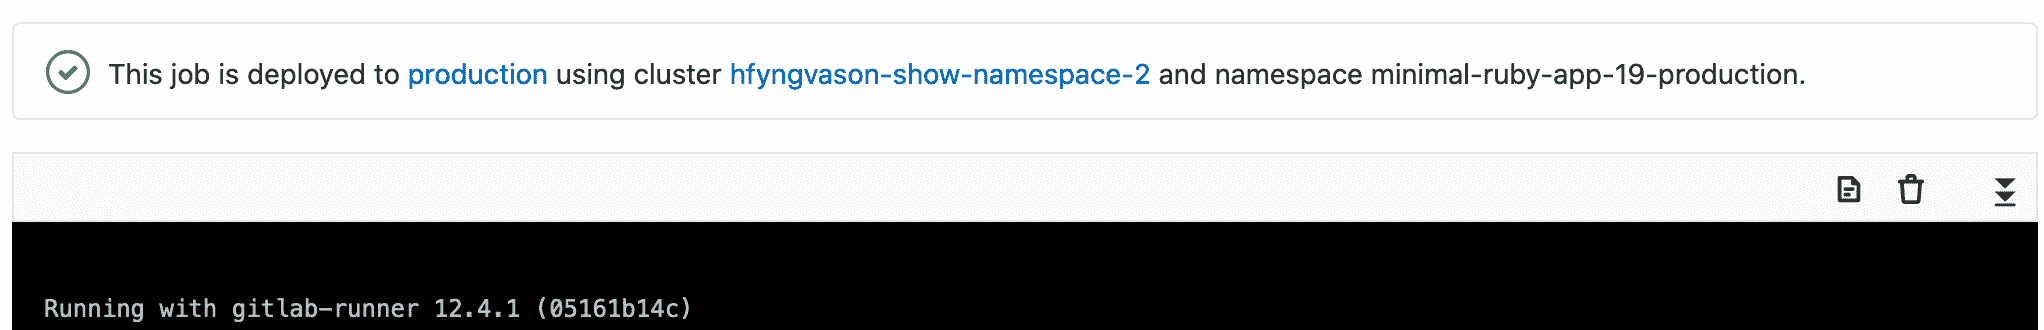 This job is deployed to production using cluster hfyngvason-show-namespace-2 and namespace minimal-ruby-app-19-production.
Running with gitlab-runner 12.4.1 (05161b14c)